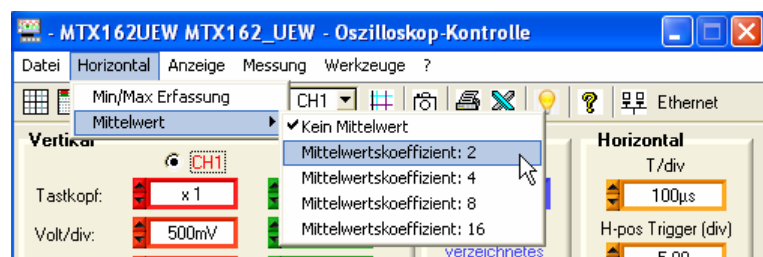 - MTX162UEW MTX162_UEW - Oszilloskop-Kontrolle
Datei Horizontal Anzeige Messung Werkzeuge ?
Min/Max Erfassung
Mittelwert
CH1
Ethernet
Kein Mittelwert
Mittelwertskoeffizient: 2
Mittelwertskoeffizient: 4
Mittelwertskoeffizient: 8
Mittelwertskoeffizient: 16
Vertikal
CH1
Tastkopf: x 1
Volt/div: 500mV
verzeichnetes
Horizontal
T/div
100µs
H-pos Trigger (div)
5.00